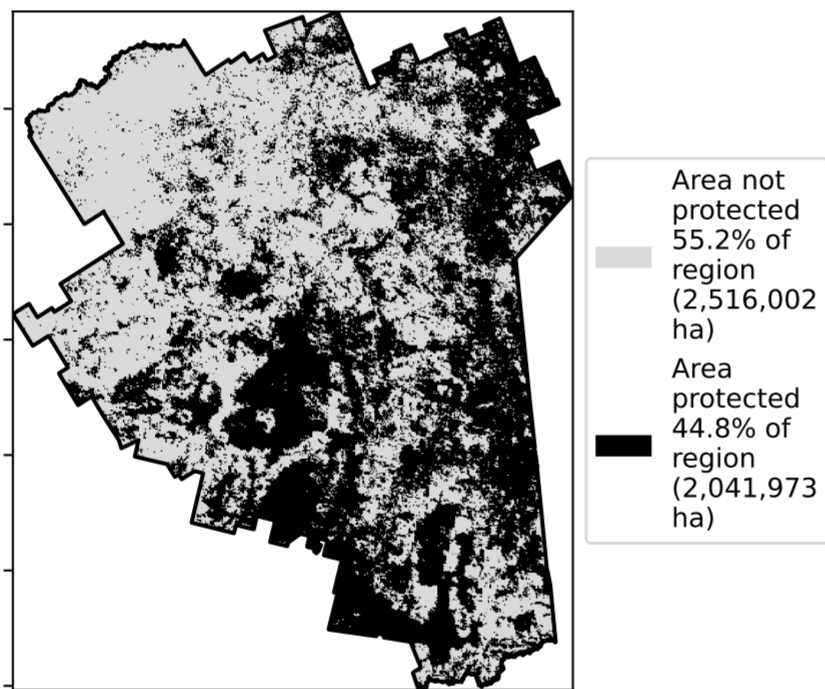 Area not
protected
55.2% of
region
(2,516,002
ha)
Area
protected
44.8% of
region
(2,041,973
ha)